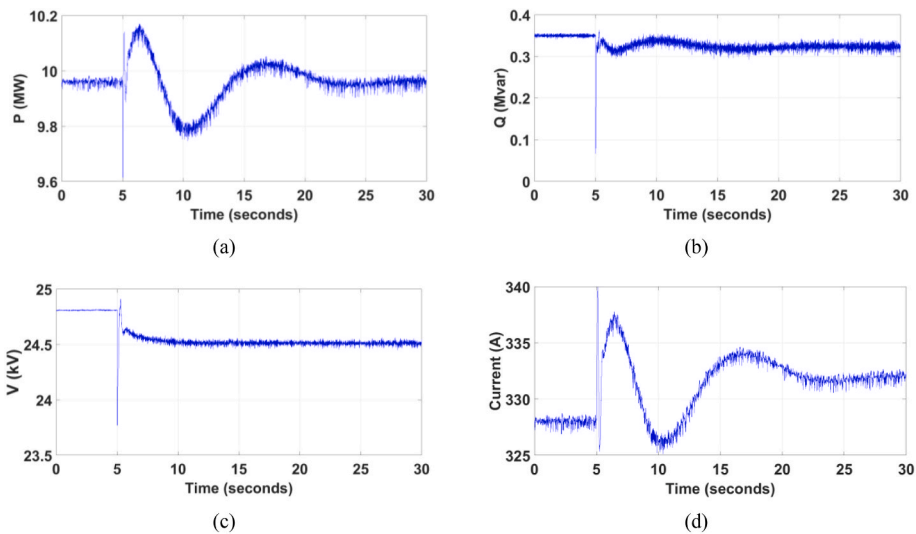 10.2
10
9.8
9.6
P (MW)
0 5 10 15 20 25 30
Time (seconds)
(a)
0.4
0.3
0.2
0.1
0
Q (Mvar)
0 5 10 15 20 25 30
Time (seconds)
(b)
25
24.5
24
23.5
V (kV)
0 5 10 15 20 25 30
Time (seconds)
(c)
340
335
330
325
Current (A)
0 5 10 15 20 25 30
Time (seconds)
(d)